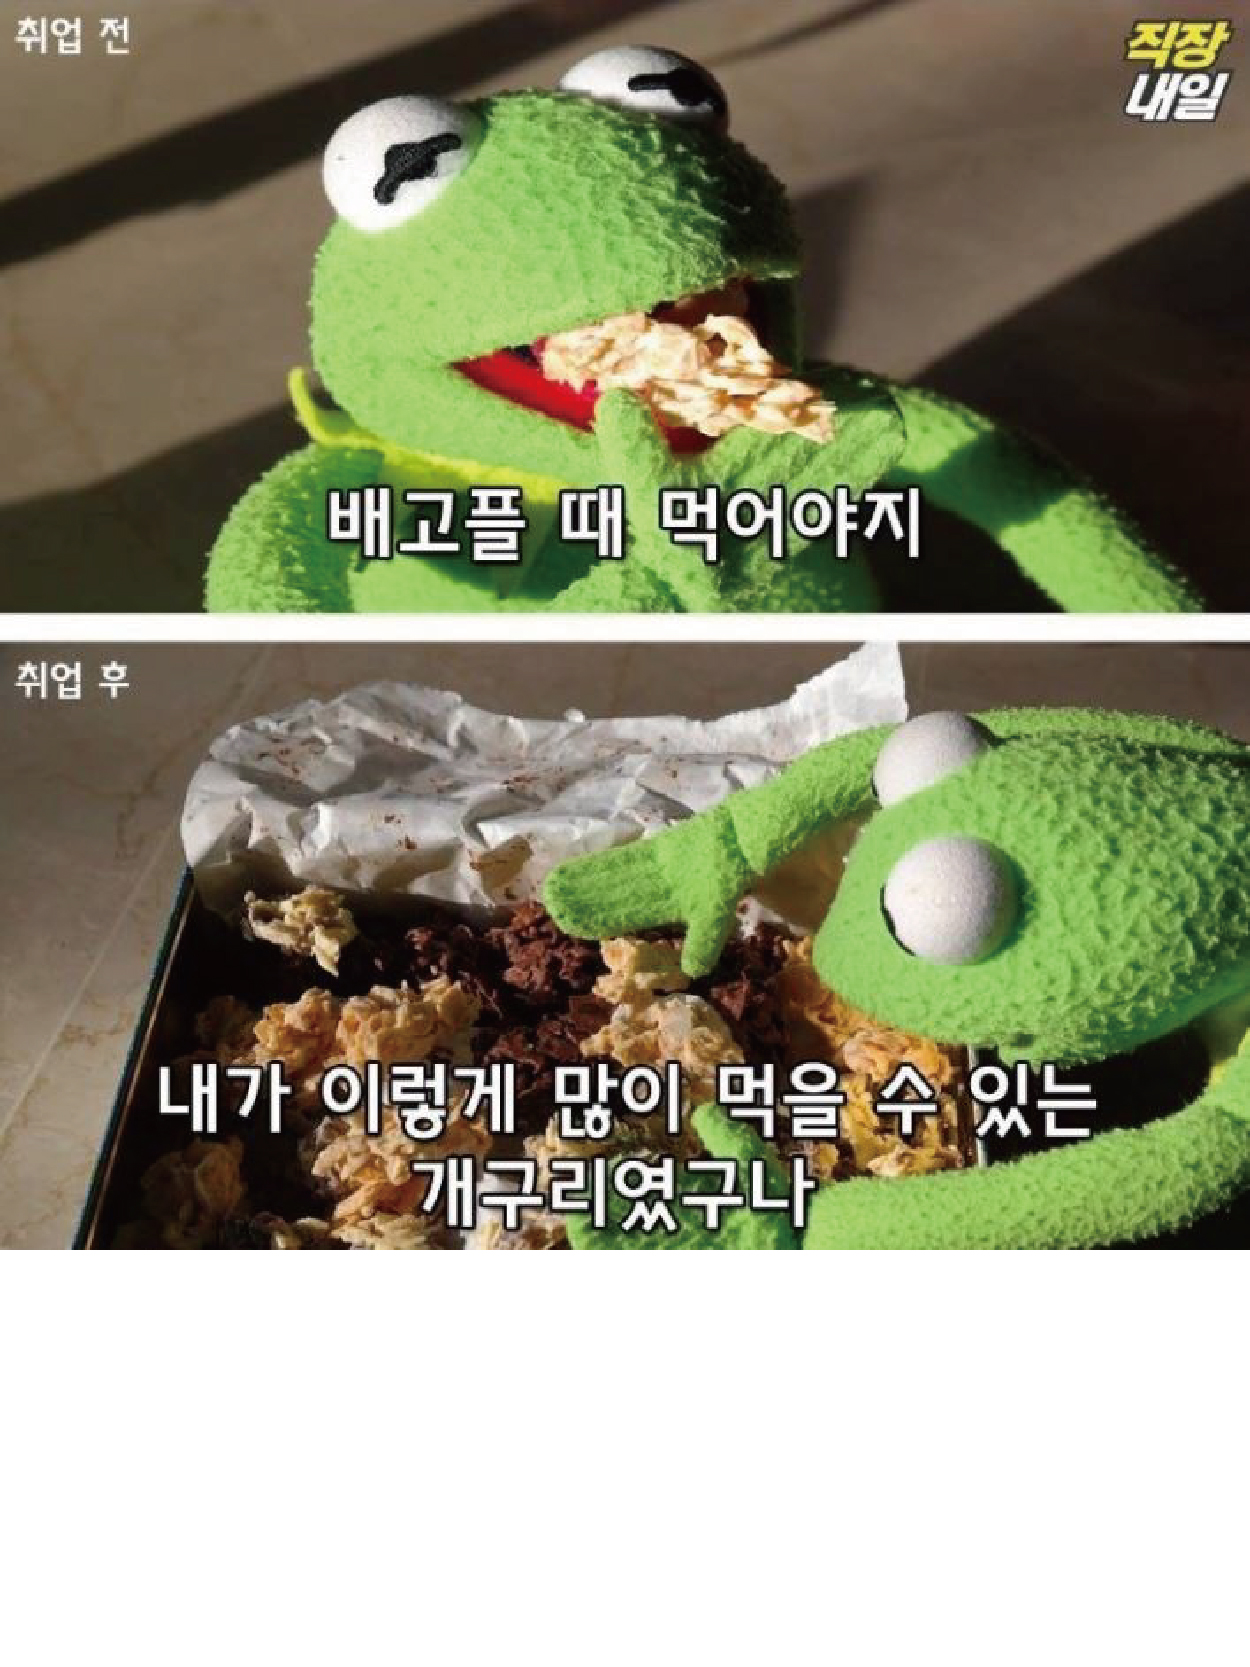 취업 전
직장
내일
배고플 때 먹어야지
취업 후
내가 이렇게 많이 먹을 수 있는
개구리였구나